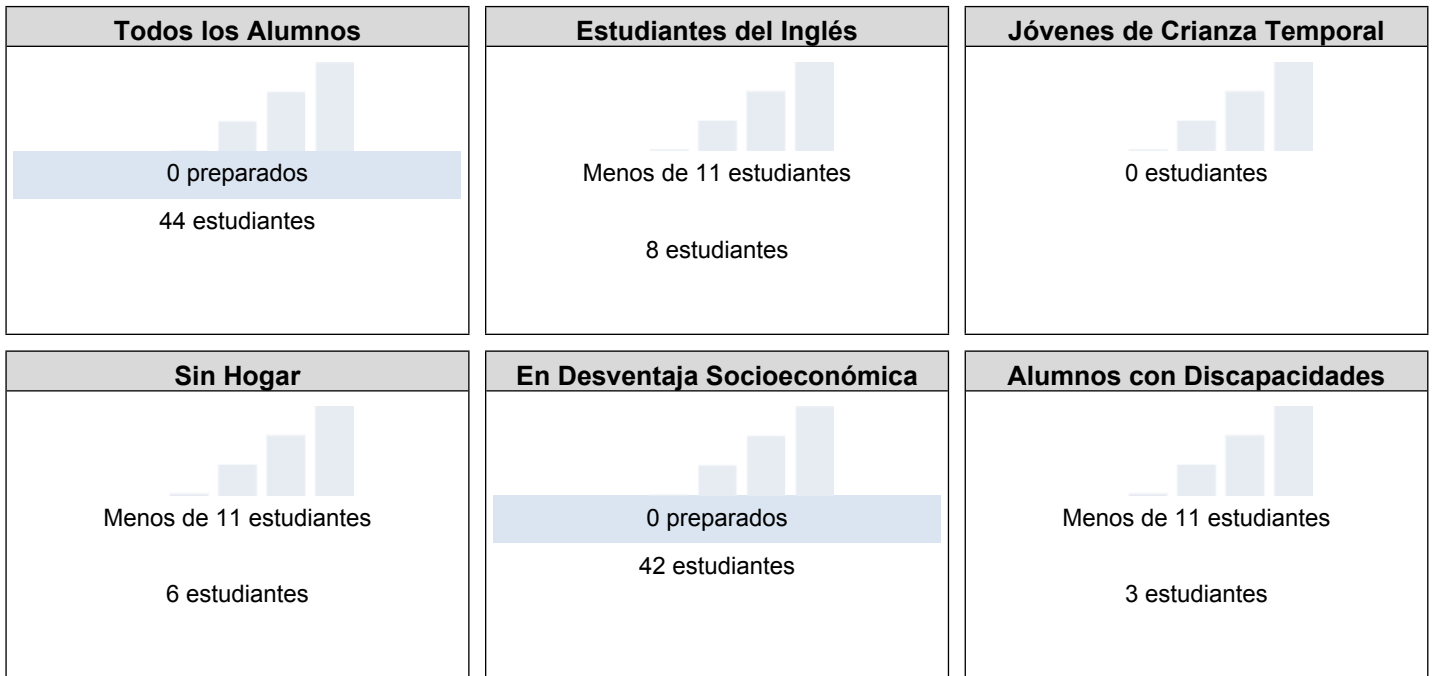 Todos los Alumnos
0 preparados
44 estudiantes
Estudiantes del Inglés
Menos de 11 estudiantes
8 estudiantes
Jóvenes de Crianza Temporal
0 estudiantes
Sin Hogar
Menos de 11 estudiantes
6 estudiantes
En Desventaja Socioeconómica
0 preparados
42 estudiantes
Alumnos con Discapacidades
Menos de 11 estudiantes
3 estudiantes